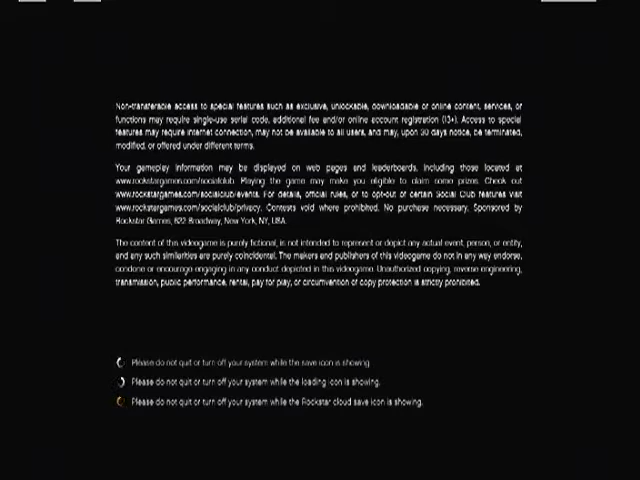 Non-transferable access to special features such as exclusive, unlockable, downloadable or online content, services, or
functions may require single-use serial code, additional fee and/or online account registration (13+). Access to special
features may require internet connection, may not be available to all users, and may, upon 30 days notice, be terminated,
modified, or offered under different terms.
Your gameplay information may be displayed on web pages and leaderboards, including those located at
www.rockstargames.com/socialclub. Playing the game may make you eligible to claim some prizes. Check out
www.rockstargames.com/socialclub/events. For details, official rules, or to opt-out of certain Social Club features visit
www.rockstargames.com/socialclub/privacy. Contests void where prohibited. No purchase necessary. Sponsored by
Rockstar Games, 622 Broadway, New York, NY, USA.
The content of this videogame is purely fictional, is not intended to represent or depict any actual event, person, or entity,
and any such similarities are purely coincidental. The makers and publishers of this videogame do not in any way endorse,
condone or encourage engaging in any conduct depicted in this videogame. Unauthorized copying, reverse engineering,
transmission, public performance, rental, pay for play, or circumvention of copy protection is strictly prohibited.
Please do not quit or turn off your system while the save icon is showing.
Please do not quit or turn off your system while the loading icon is showing.
Please do not quit or turn off your system while the Rockstar cloud save icon is showing.